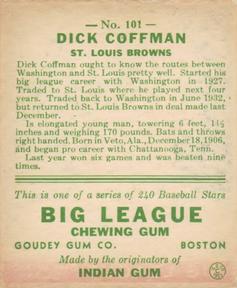 No. 101
DICK COFFMAN
ST. LOUIS BROWNS
Dick Coffman ought to know the routes between
Washington and St. Louis pretty well. Started his
big league career with Washington in 1927.
Traded to St. Louis where he played next four
years. Traded back to Washington in June 1932,
but returned to St. Louis Browns in deal made last
December.
Is elongated young man, towering 6 feet, 1½
inches and weighing 170 pounds. Bats and throws
right handed. Born in Veto, Ala., December 18, 1906,
and began pro career with Chattanooga, Tenn.
Last year won six games and was beaten nine
times.
This is one of a series of 240 Baseball Stars
BIG LEAGUE
CHEWING GUM
GOUDEY GUM CO. BOSTON
Made by the originators of
INDIAN GUM